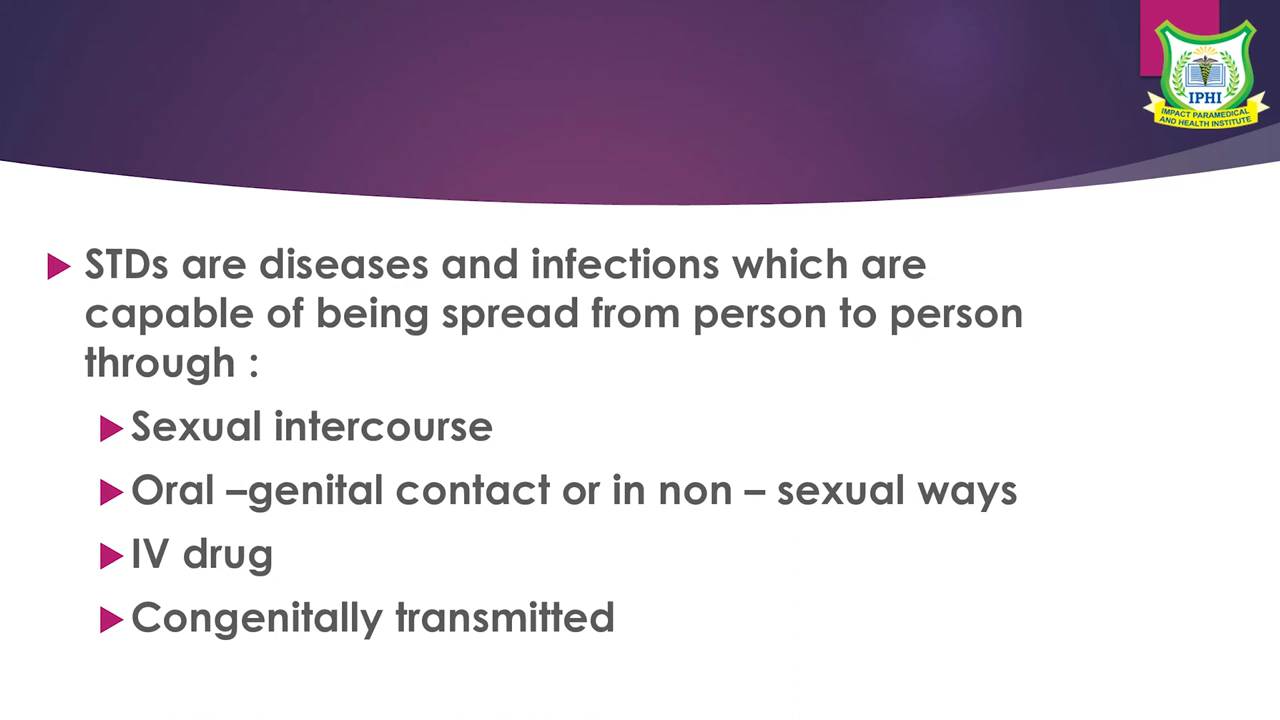 IPHI
IMPACT PARAMEDICAL
AND HEALTH INSTITUTE
STDs are diseases and infections which are
capable of being spread from person to person
through :
Sexual intercourse
Oral –genital contact or in non – sexual ways
IV drug
Congenitally transmitted